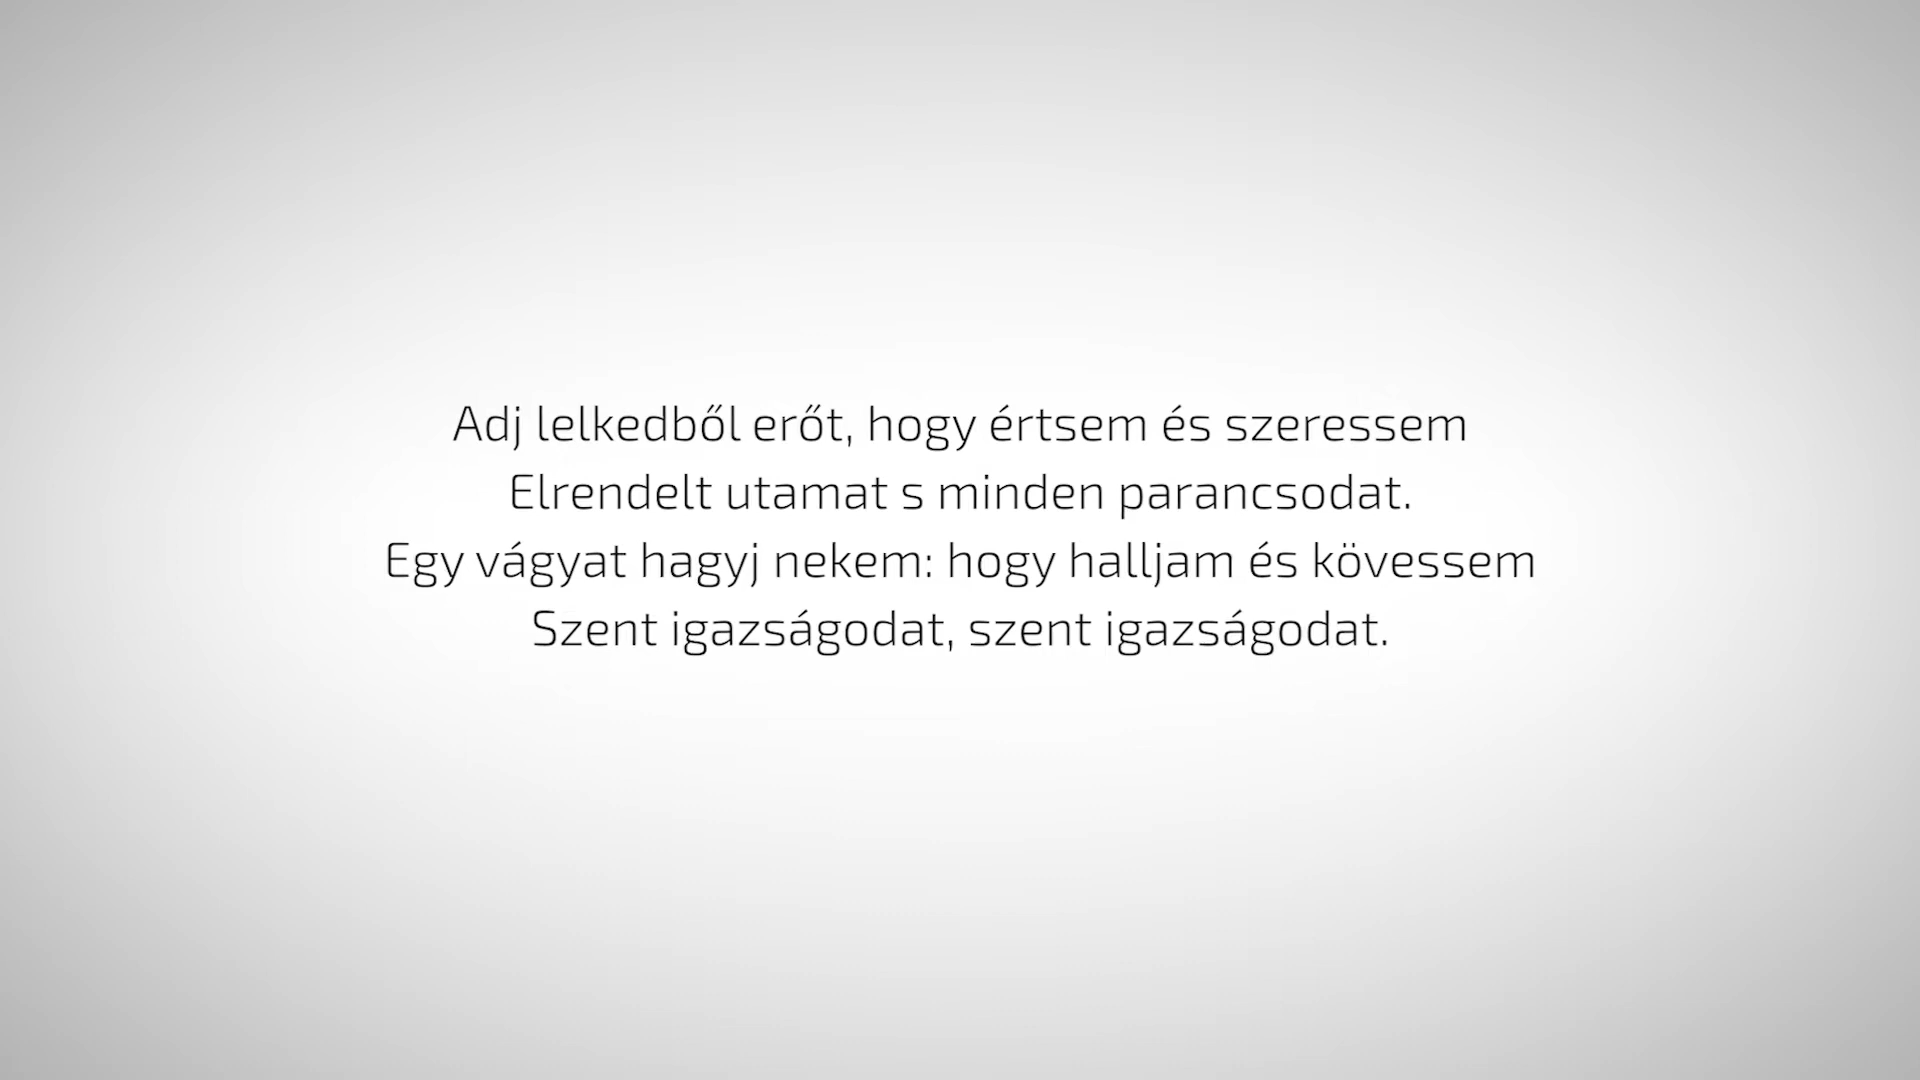 Adj lelkedből erőt, hogy értsem és szeressem
Elrendelt utamat s minden parancsodat.
Egy vágyat hagyj nekem: hogy halljam és kövessem
Szent igazságodat, szent igazságodat.